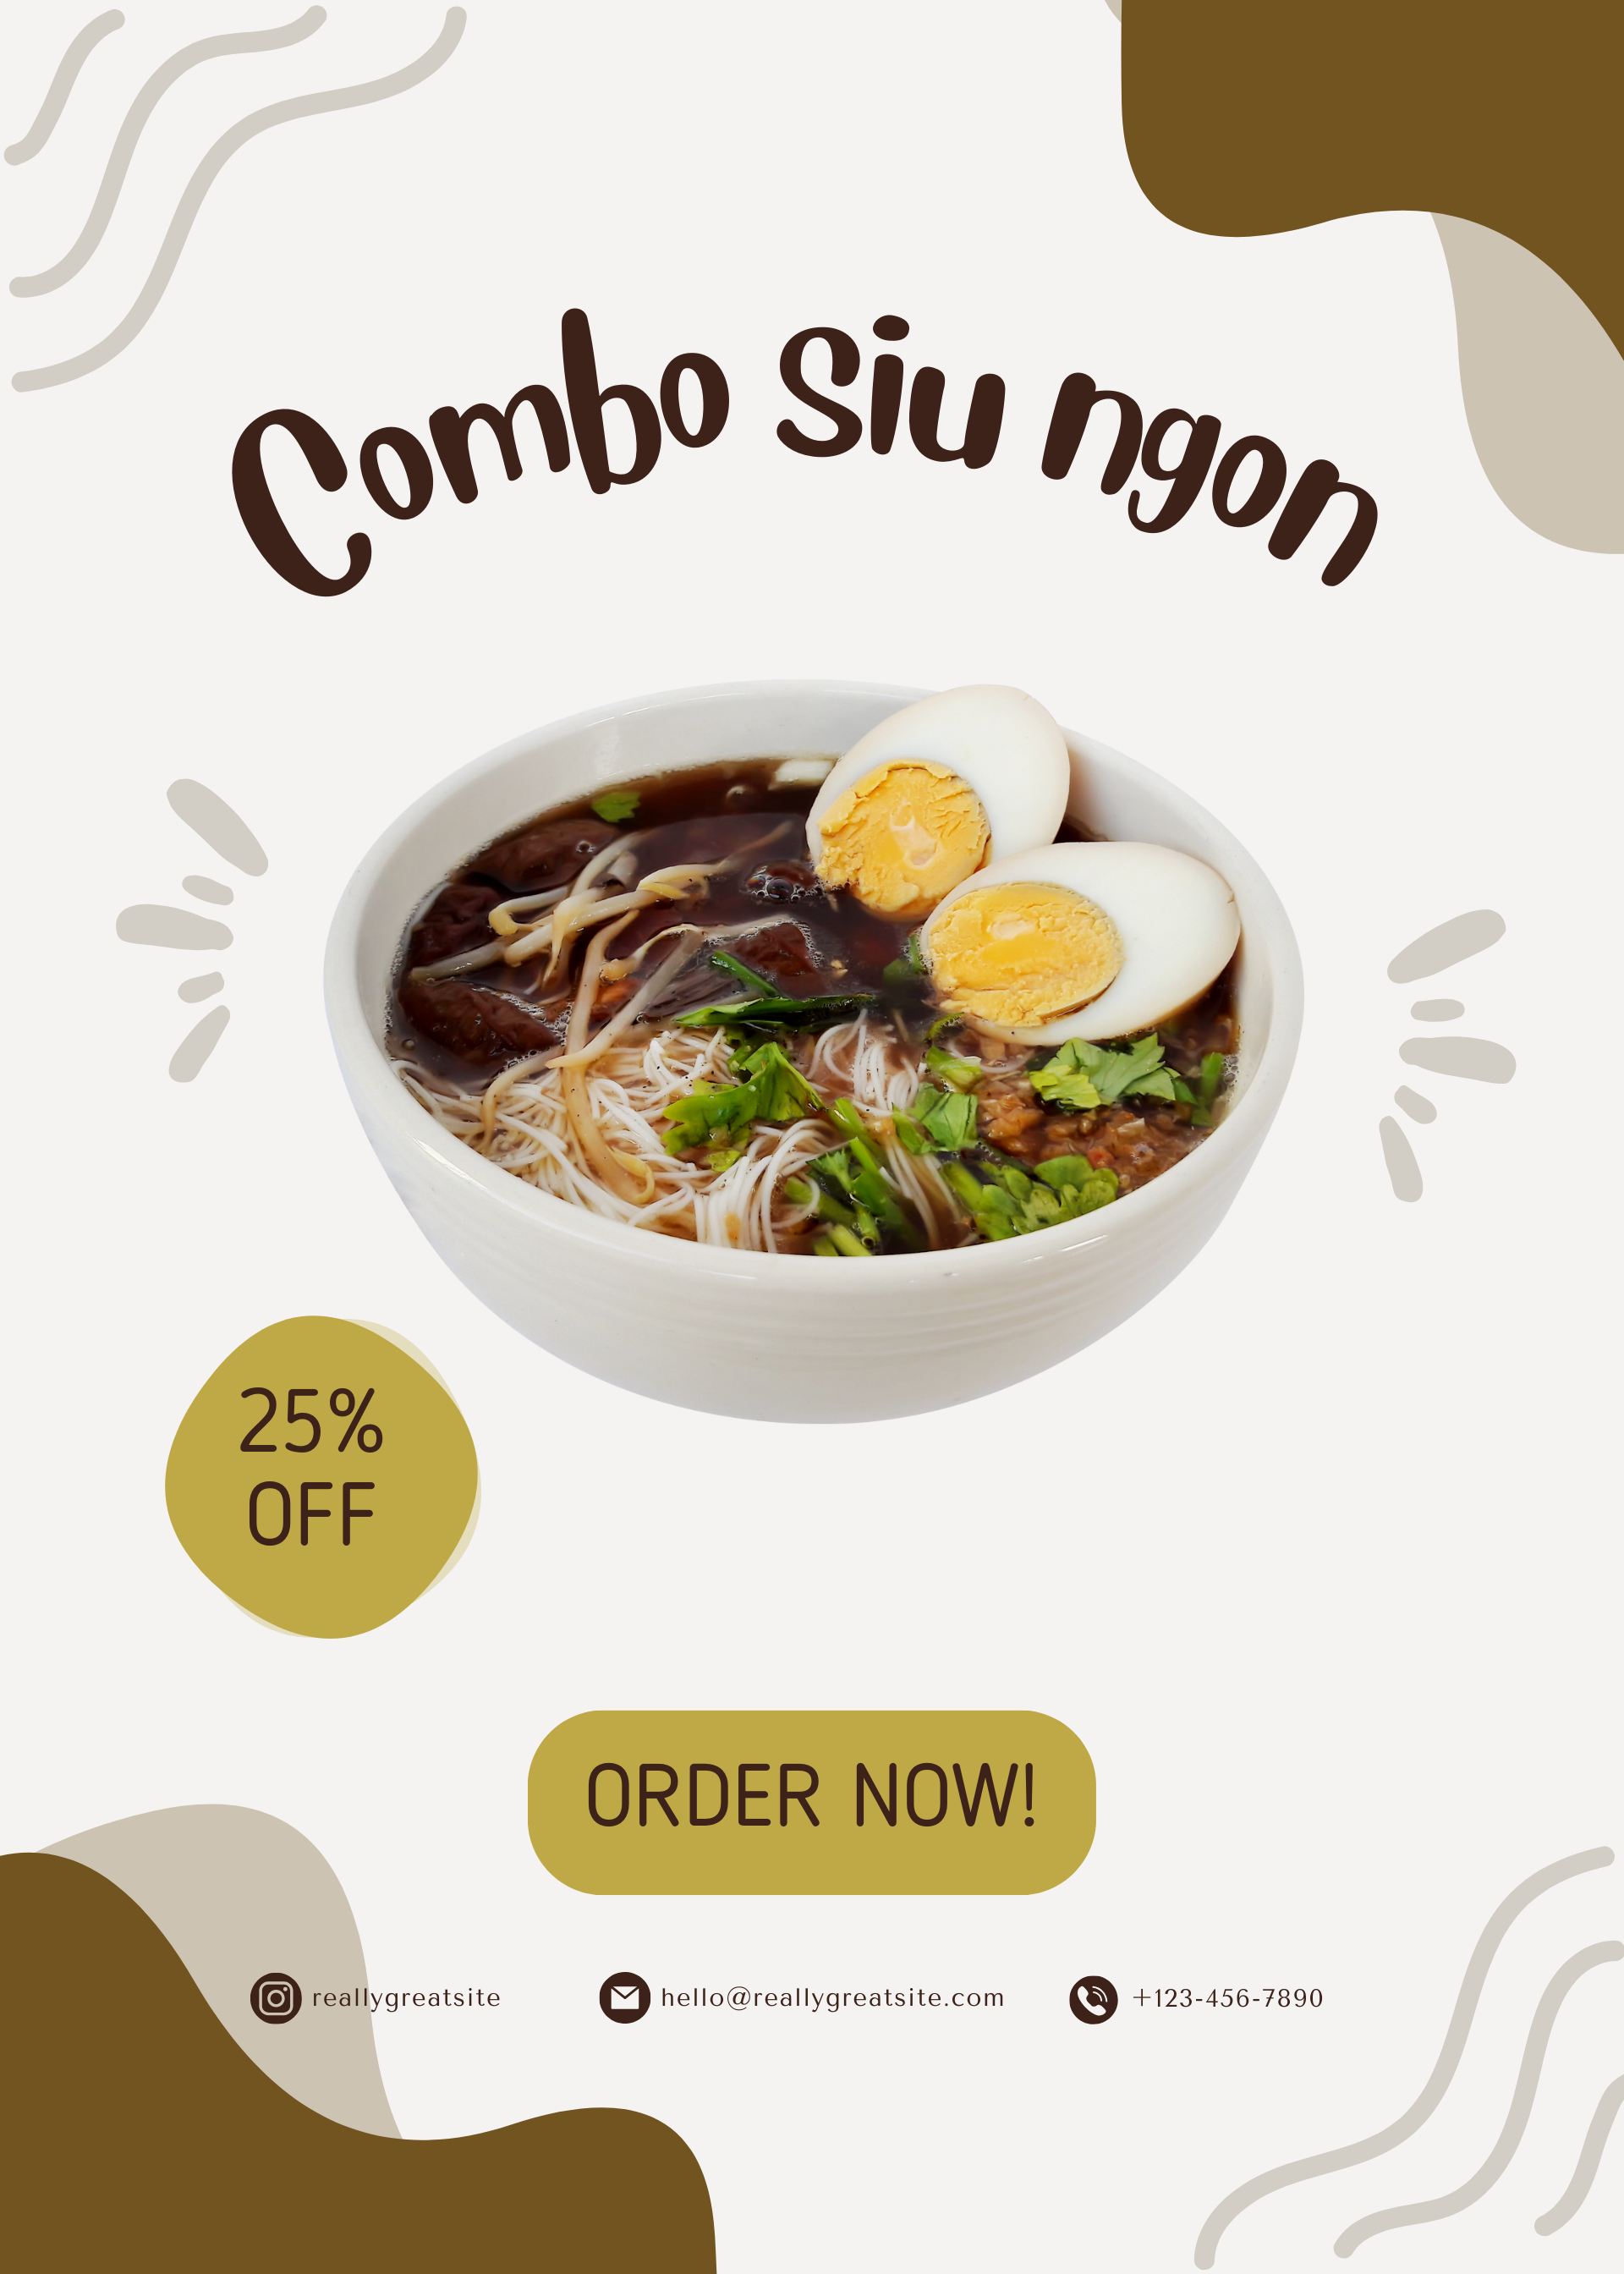 Combo Siu ngon
25%
OFF
ORDER NOW!
reallygreatsite
hello@reallygreatsite.com
+123-456-7890